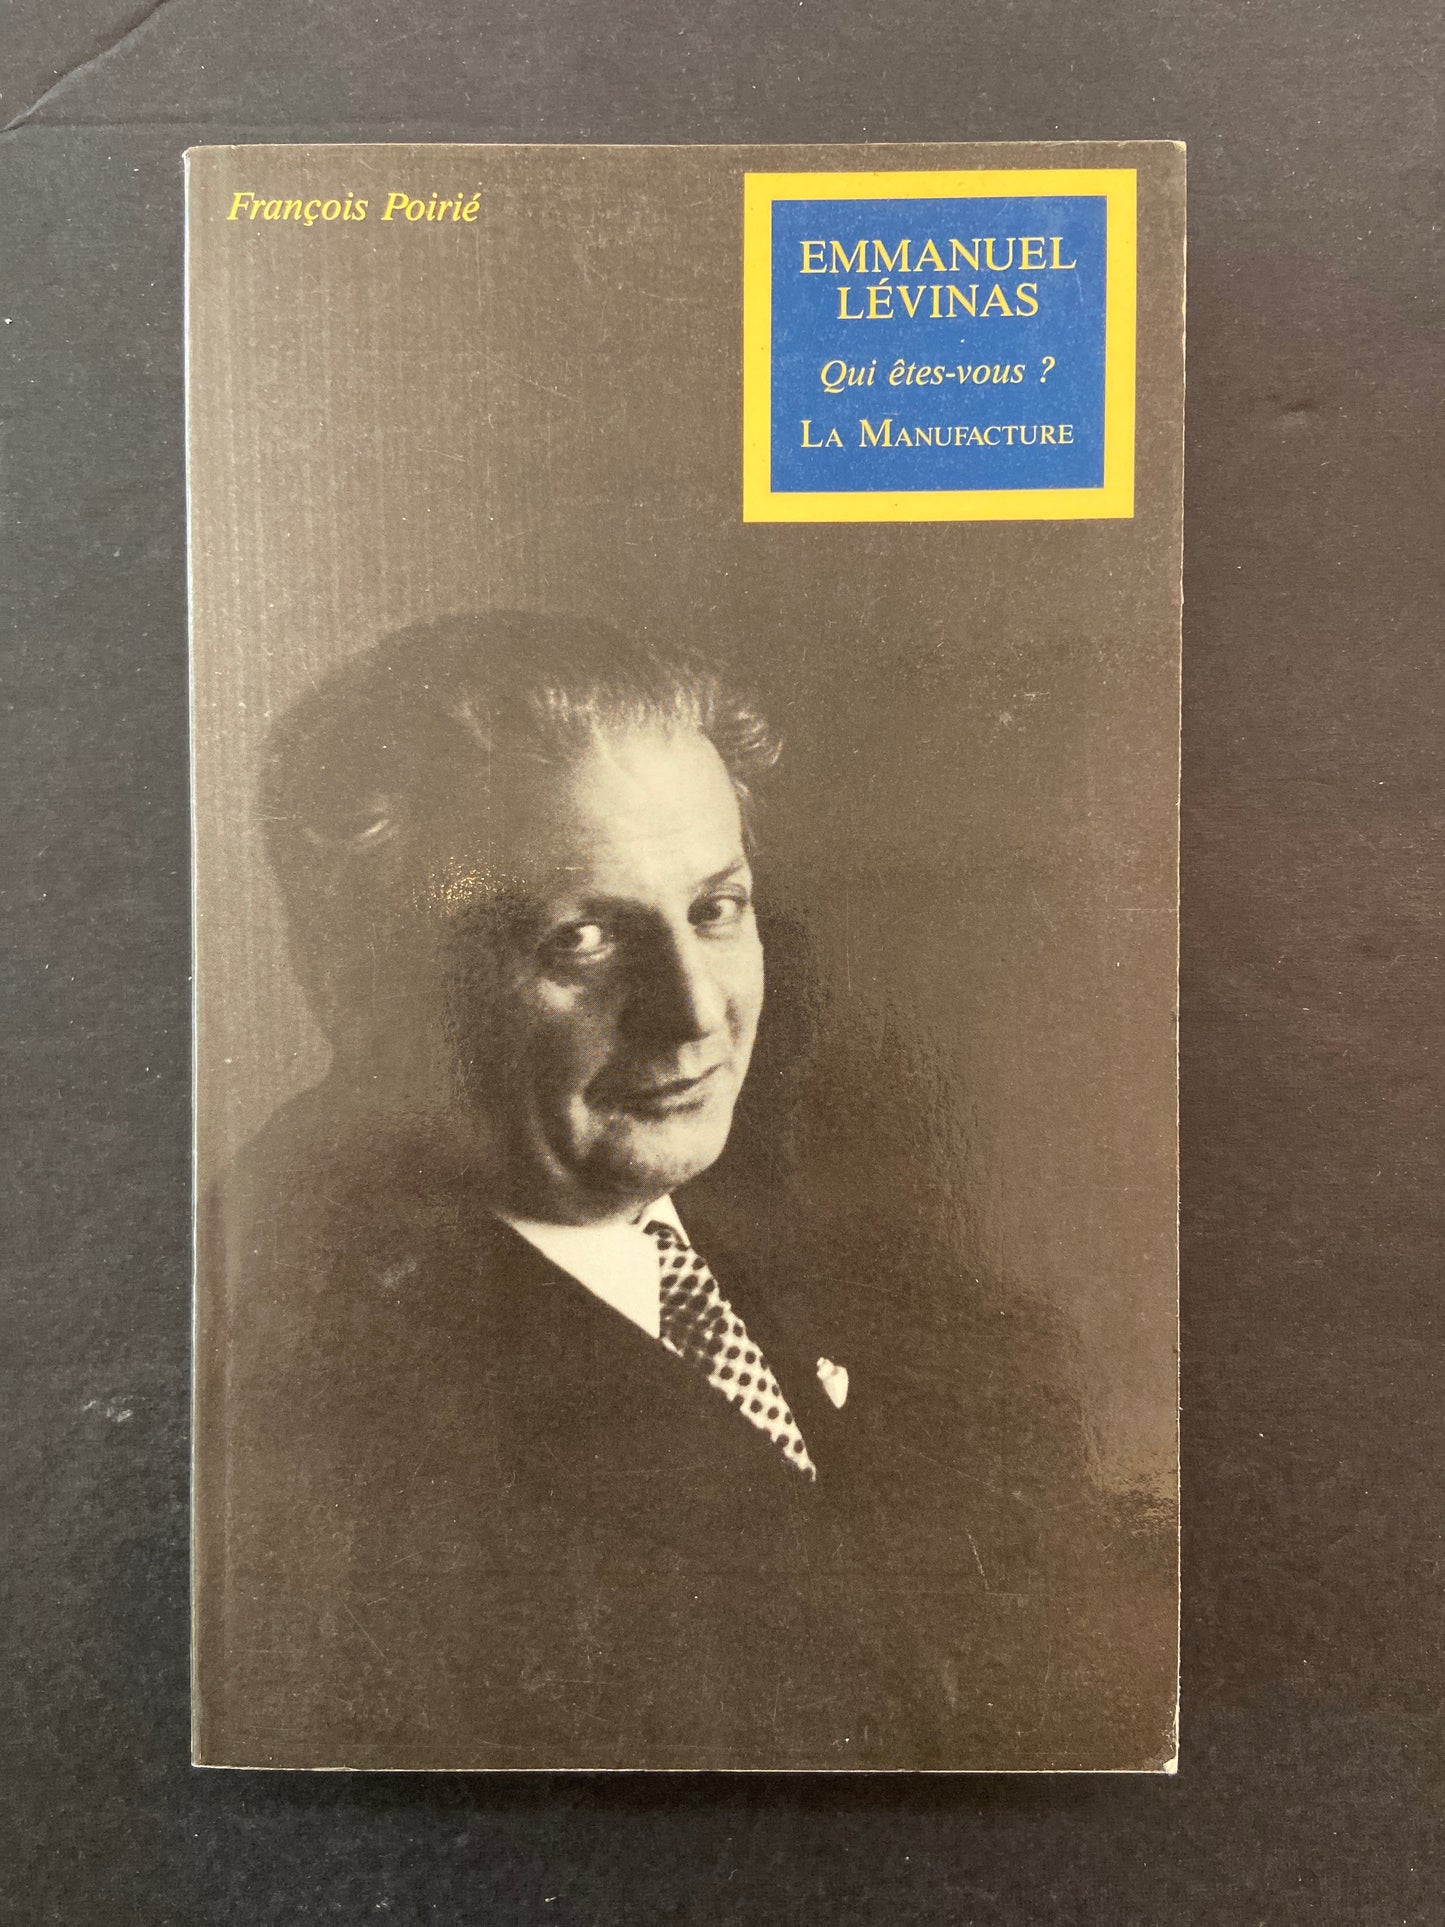 François Poirié
EMMANUEL
LÉVINAS
Qui êtes-vous ?
LA MANUFACTURE